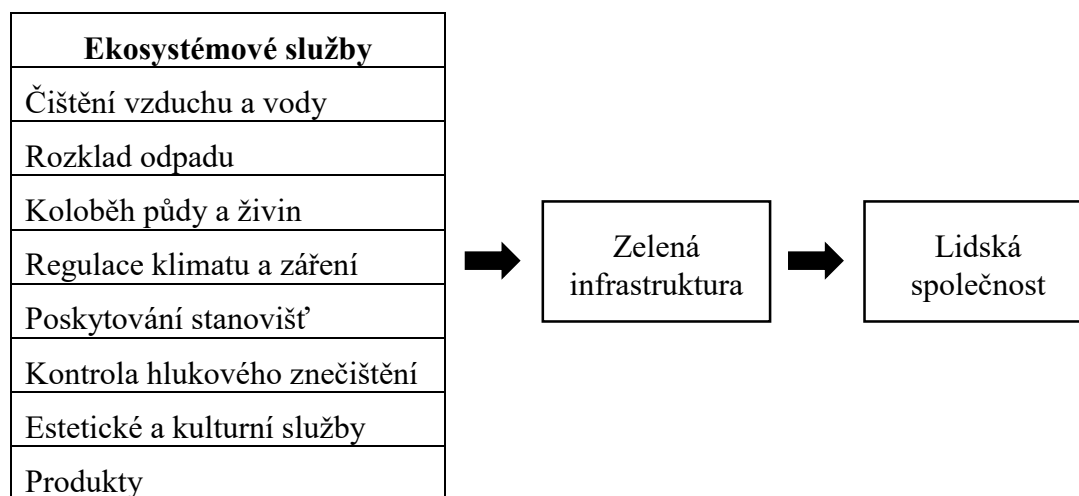 Ekosystémové služby
Čištění vzduchu a vody
Rozklad odpadu
Koloběh půdy a živin
Regulace klimatu a záření
Poskytování stanovišť
Kontrola hlukového znečištění
Estetické a kulturní služby
Produkty
Zelená
infrastruktura
Lidská
společnost